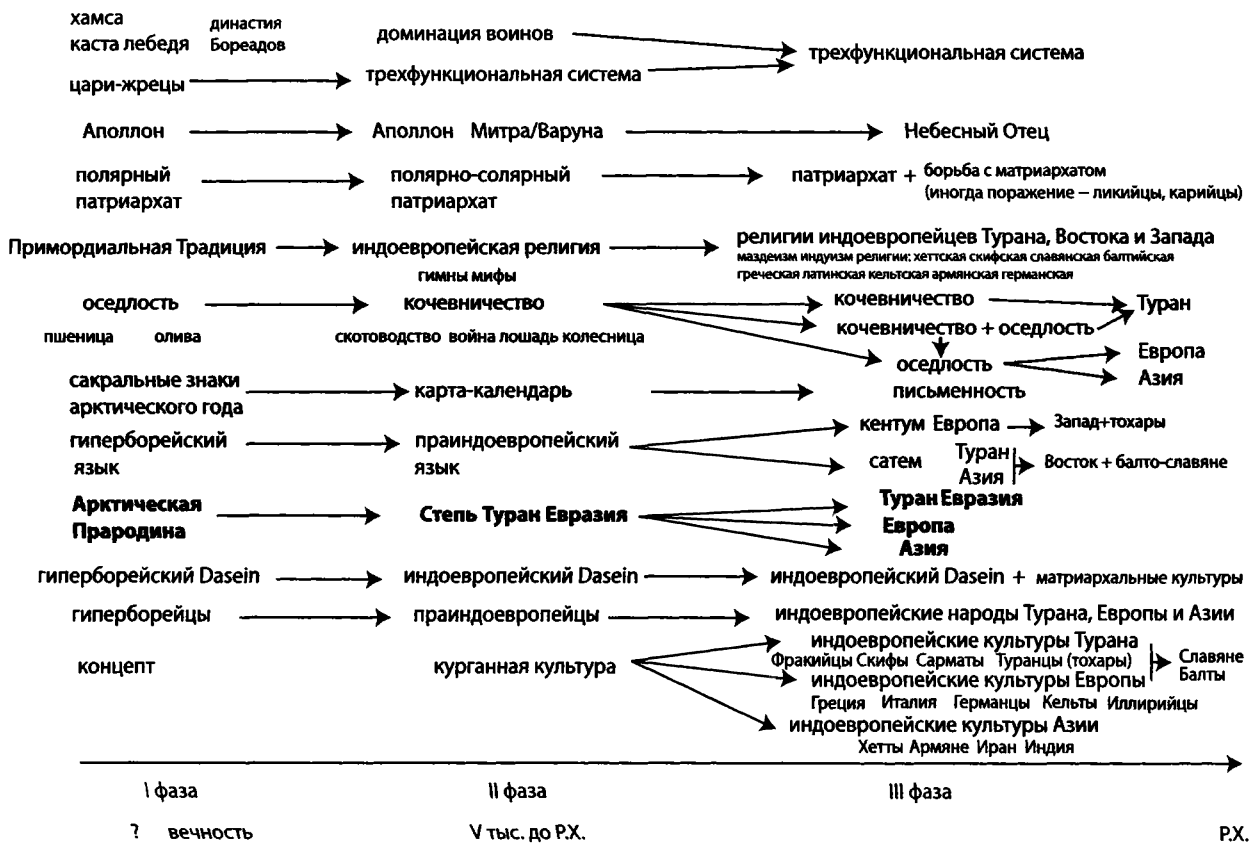 хамса династия
каста лебедя Бореадов доминация воинов
трехфункциональная система
цари-жрецы трехфункциональная система
Аполлон Аполлон Митра/Варуна Небесный Отец
полярный полярно-солярный патриархат + борьба с матриархатом
патриархат патриархат (иногда поражение – ликийцы, карийцы)
Примордиальная Традиция индоевропейская религия религии индоевропейцев Турана, Востока и Запада
гимны мифы маздеизм индуизм религии: хеттская скифская славянская балтийская
греческая латинская кельтская армянская германская
оседлость кочевничество кочевничество Туран
пшеница олива скотоводство война лошадь колесница кочевничество + оседлость
оседлость Европа
Азия
сакральные знаки карта-календарь письменность
арктического года
гиперборейский праиндоевропейский кентум Европа Запад+тохары
язык язык сатем Туран Восток + балто-славяне
Азия
Арктическая Степь Туран Евразия Туран Евразия
Прародина Европа
Азия
гиперборейский Dasein индоевропейский Dasein индоевропейский Dasein + матриархальные культуры
гиперборейцы праиндоевропейцы индоевропейские народы Турана, Европы и Азии
концепт курганная культура индоевропейские культуры Турана
Фракийцы Скифы Сарматы Туранцы (тохары) Славяне
индоевропейские культуры Европы Балты
Греция Италия Германцы Кельты Иллирийцы
индоевропейские культуры Азии
Хетты Армяне Иран Индия
I фаза II фаза III фаза
? вечность V тыс. до Р.Х. Р.Х.